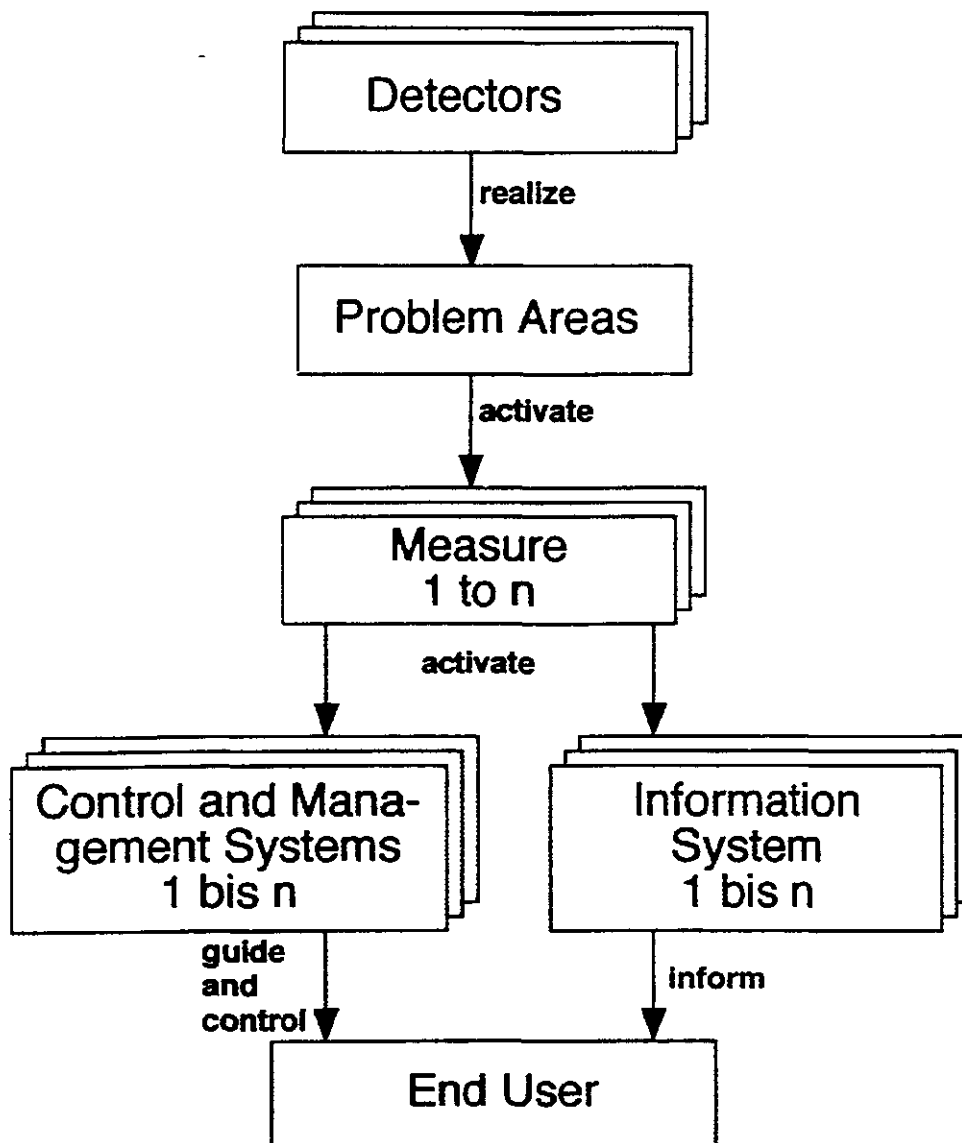 Detectors
realize
Problem Areas
activate
Measure
1 to n
activate
Control and Mana-
gement Systems
1 bis n
Information
System
1 bis n
guide
and
control
inform
End User